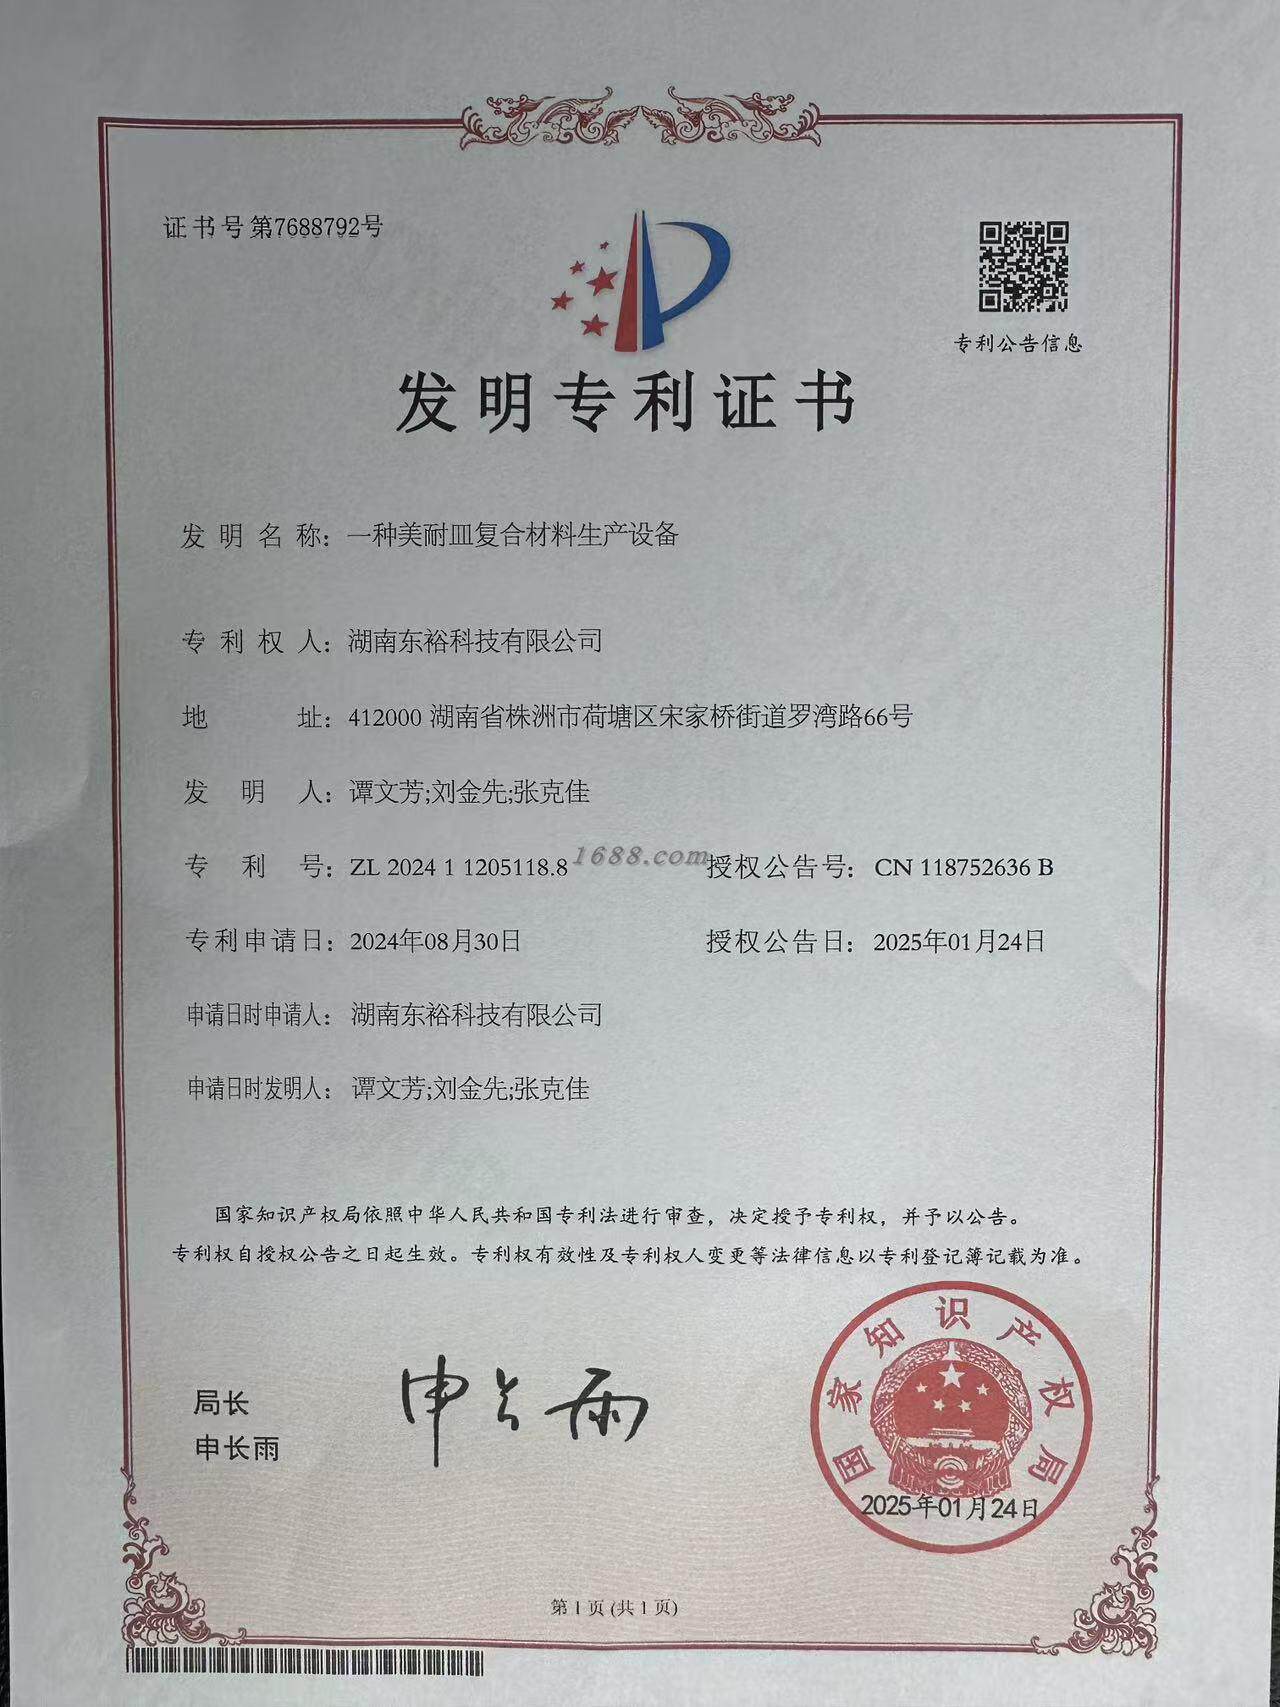 证书号第7688792号
专利公告信息
发明专利证书
发明名称：一种美耐皿复合材料生产设备
专利权人：湖南东裕科技有限公司
地址：412000 湖南省株洲市荷塘区宋家桥街道罗湾路66号
发明人：谭文芳;刘金先;张克佳
专利号：ZL 2024 1 1205118.8 授权公告号：CN 118752636 B
1688.com
专利申请日：2024年08月30日 授权公告日：2025年01月24日
申请日时申请人：湖南东裕科技有限公司
申请日时发明人：谭文芳;刘金先;张克佳
国家知识产权局依照中华人民共和国专利法进行审查，决定授予专利权，并予以公告。
专利权自授权公告之日起生效。专利权有效性及专利权人变更等法律信息以专利登记簿记载为准。
局长
申长雨
申长雨
国家知识产权局
2025年01月24日
第1页(共1页)